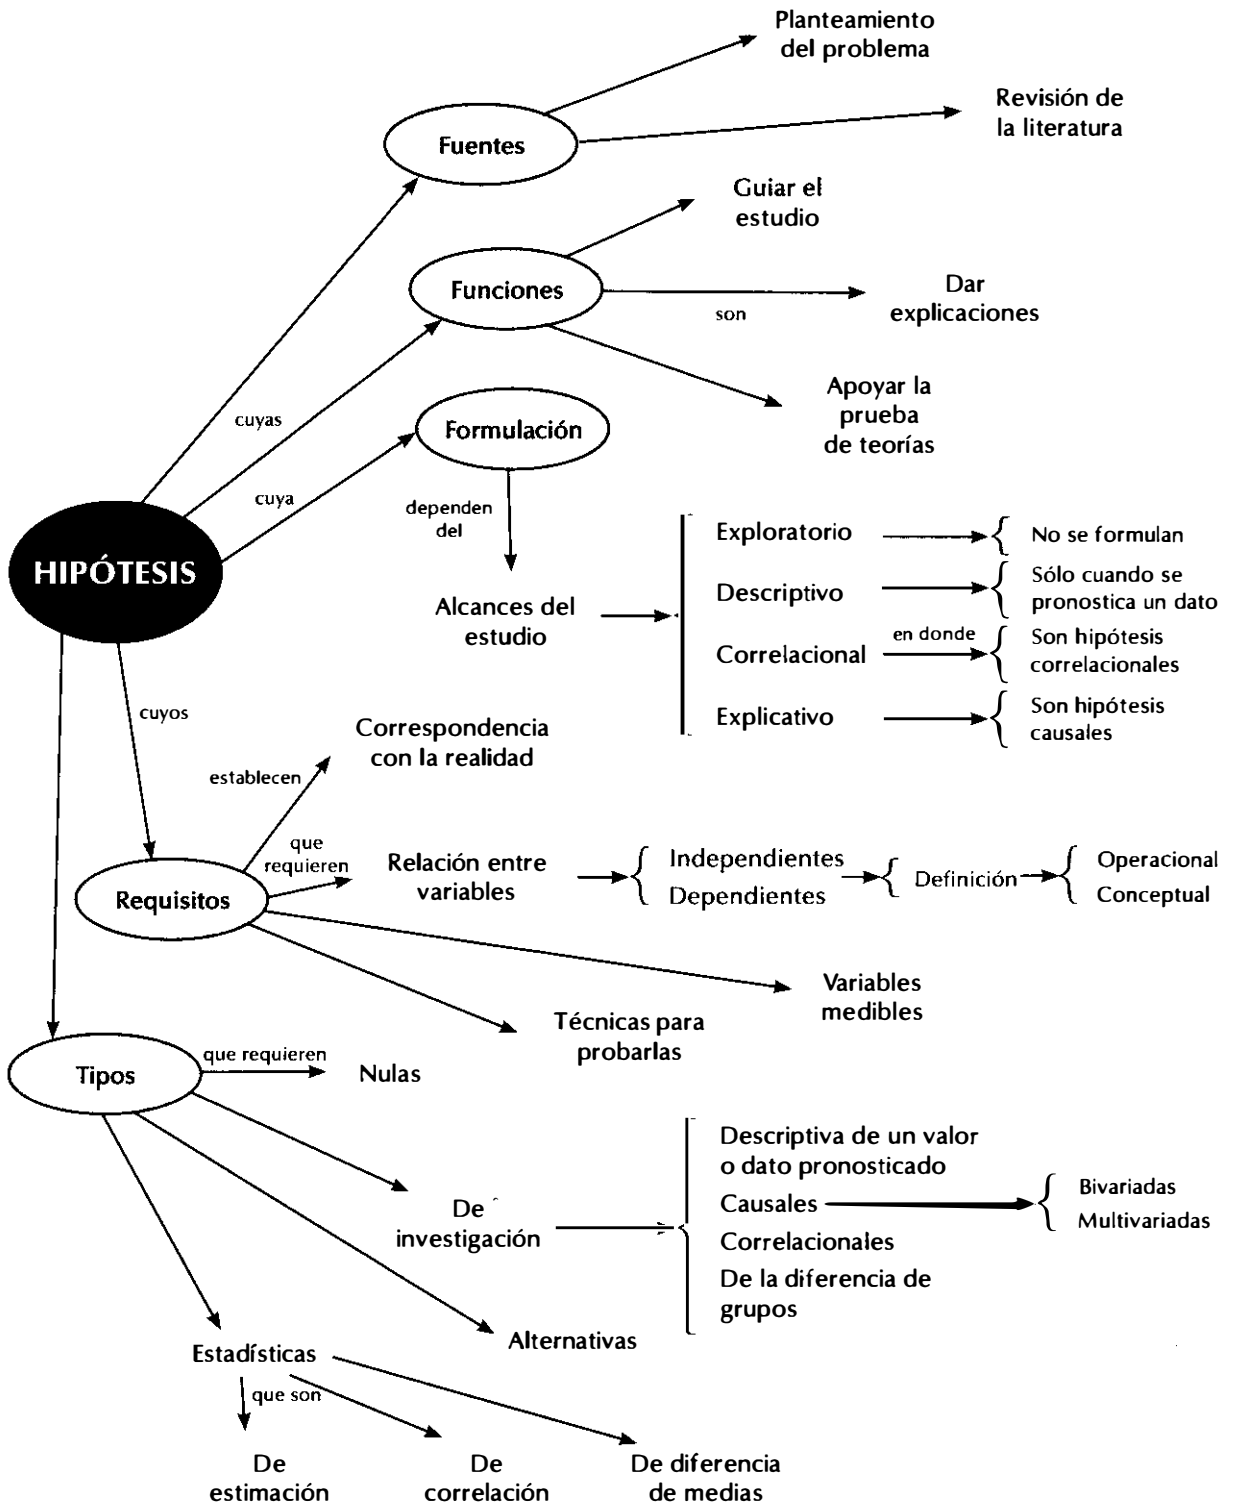 Planteamiento
del problema
Revisión de
la literatura
Fuentes
Guiar el
estudio
Funciones
son
Dar
explicaciones
Apoyar la
prueba
de teorías
cuyas
Formulación
cuya
dependen
del
HIPÓTESIS
Alcances del
estudio
Exploratorio
No se formulan
Descriptivo
Sólo cuando se
pronostica un dato
Correlacional
en donde
Son hipótesis
correlacionales
Explicativo
Son hipótesis
causales
cuyos
Correspondencia
con la realidad
establecen
que
requieren
Requisitos
Relación entre
variables
Independientes
Dependientes
Definición
Operacional
Conceptual
Variables
medibles
Técnicas para
probarlas
Tipos
que requieren
Nulas
De
investigación
Descriptiva de un valor
o dato pronosticado
Causales
Bivariadas
Multivariadas
Correlacionales
De la diferencia de
grupos
Alternativas
Estadísticas
que son
De
estimación
De
correlación
De diferencia
de medias